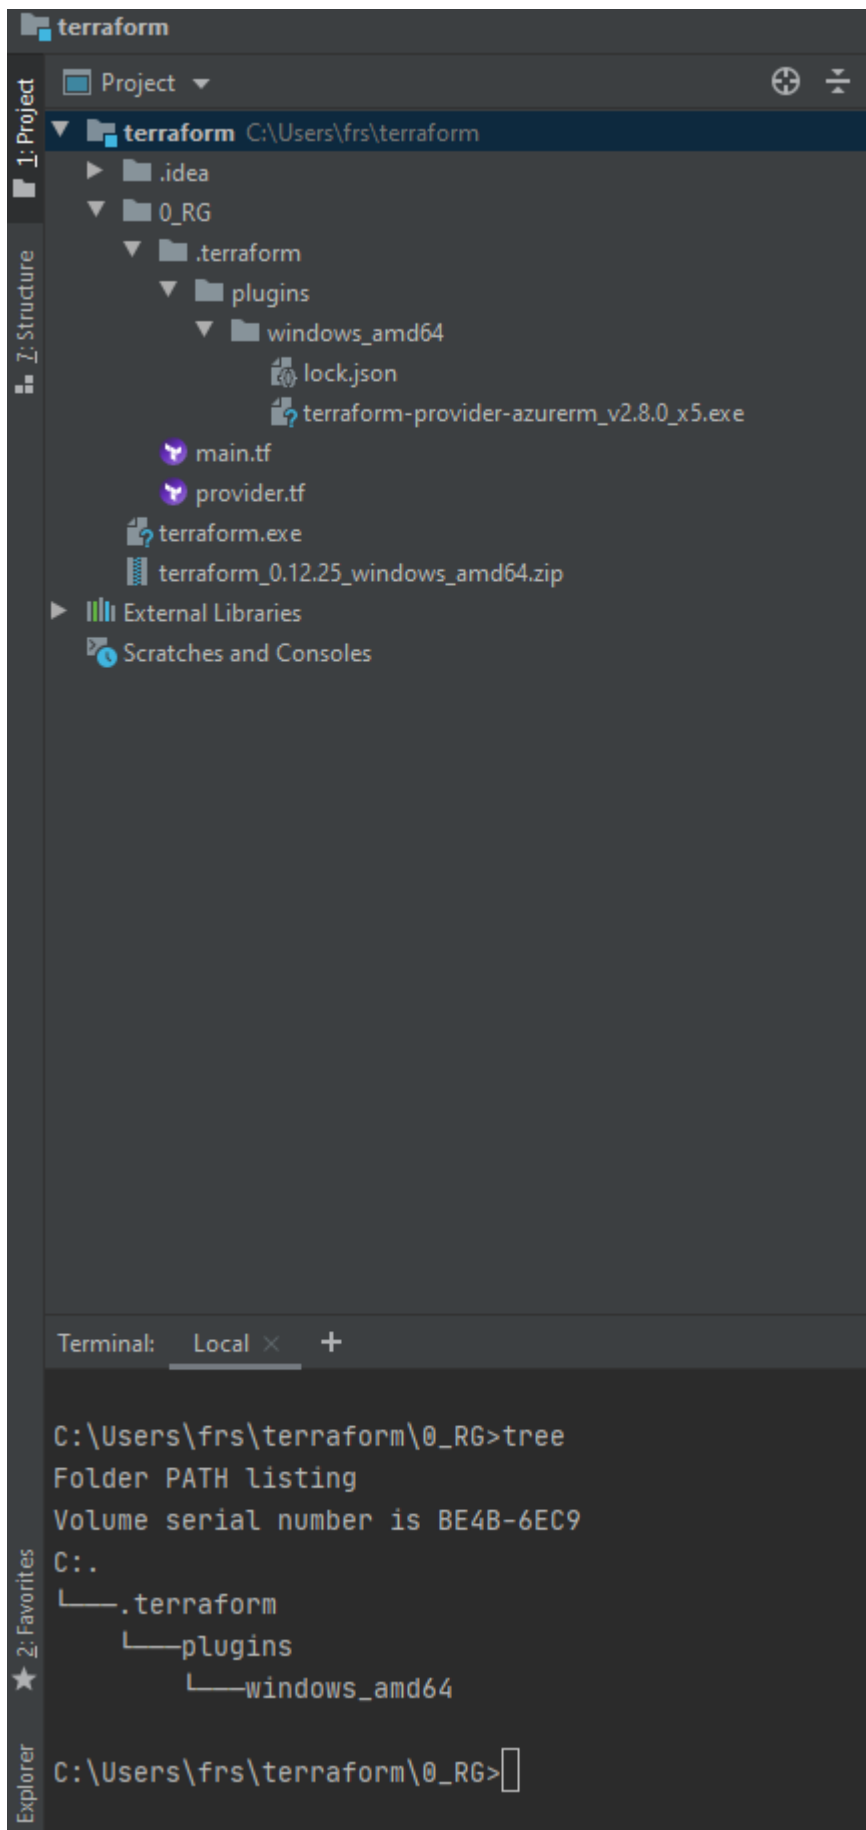 terraform
Project
1: Project
terraform C:\Users\frs\terraform
.idea
0_RG
.terraform
plugins
windows_amd64
lock.json
terraform-provider-azurerm_v2.8.0_x5.exe
main.tf
provider.tf
terraform.exe
terraform_0.12.25_windows_amd64.zip
External Libraries
Scratches and Consoles
7: Structure
Terminal: Local × +
C:\Users\frs\terraform\0_RG>tree
Folder PATH listing
Volume serial number is BE4B-6EC9
C:.
└───.terraform
    └───plugins
        └───windows_amd64
C:\Users\frs\terraform\0_RG>
2: Favorites
Explorer